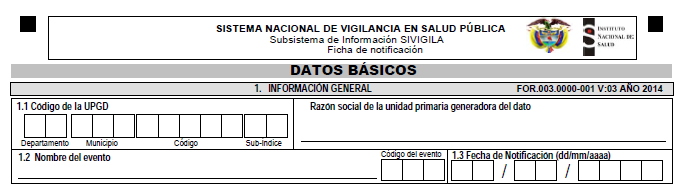 SISTEMA NACIONAL DE VIGILANCIA EN SALUD PÚBLICA
Subsistema de Información SIVIGILA
Ficha de notificación
INSTITUTO
NACIONAL DE
SALUD
DATOS BÁSICOS
1. INFORMACIÓN GENERAL FOR.003.0000-001 V:03 AÑO 2014
1.1 Código de la UPGD Razón social de la unidad primaria generadora del dato
Departamento Municipio Código Sub-índice
1.2 Nombre del evento Código del evento 1.3 Fecha de Notificación (dd/mm/aaaa)
/ /